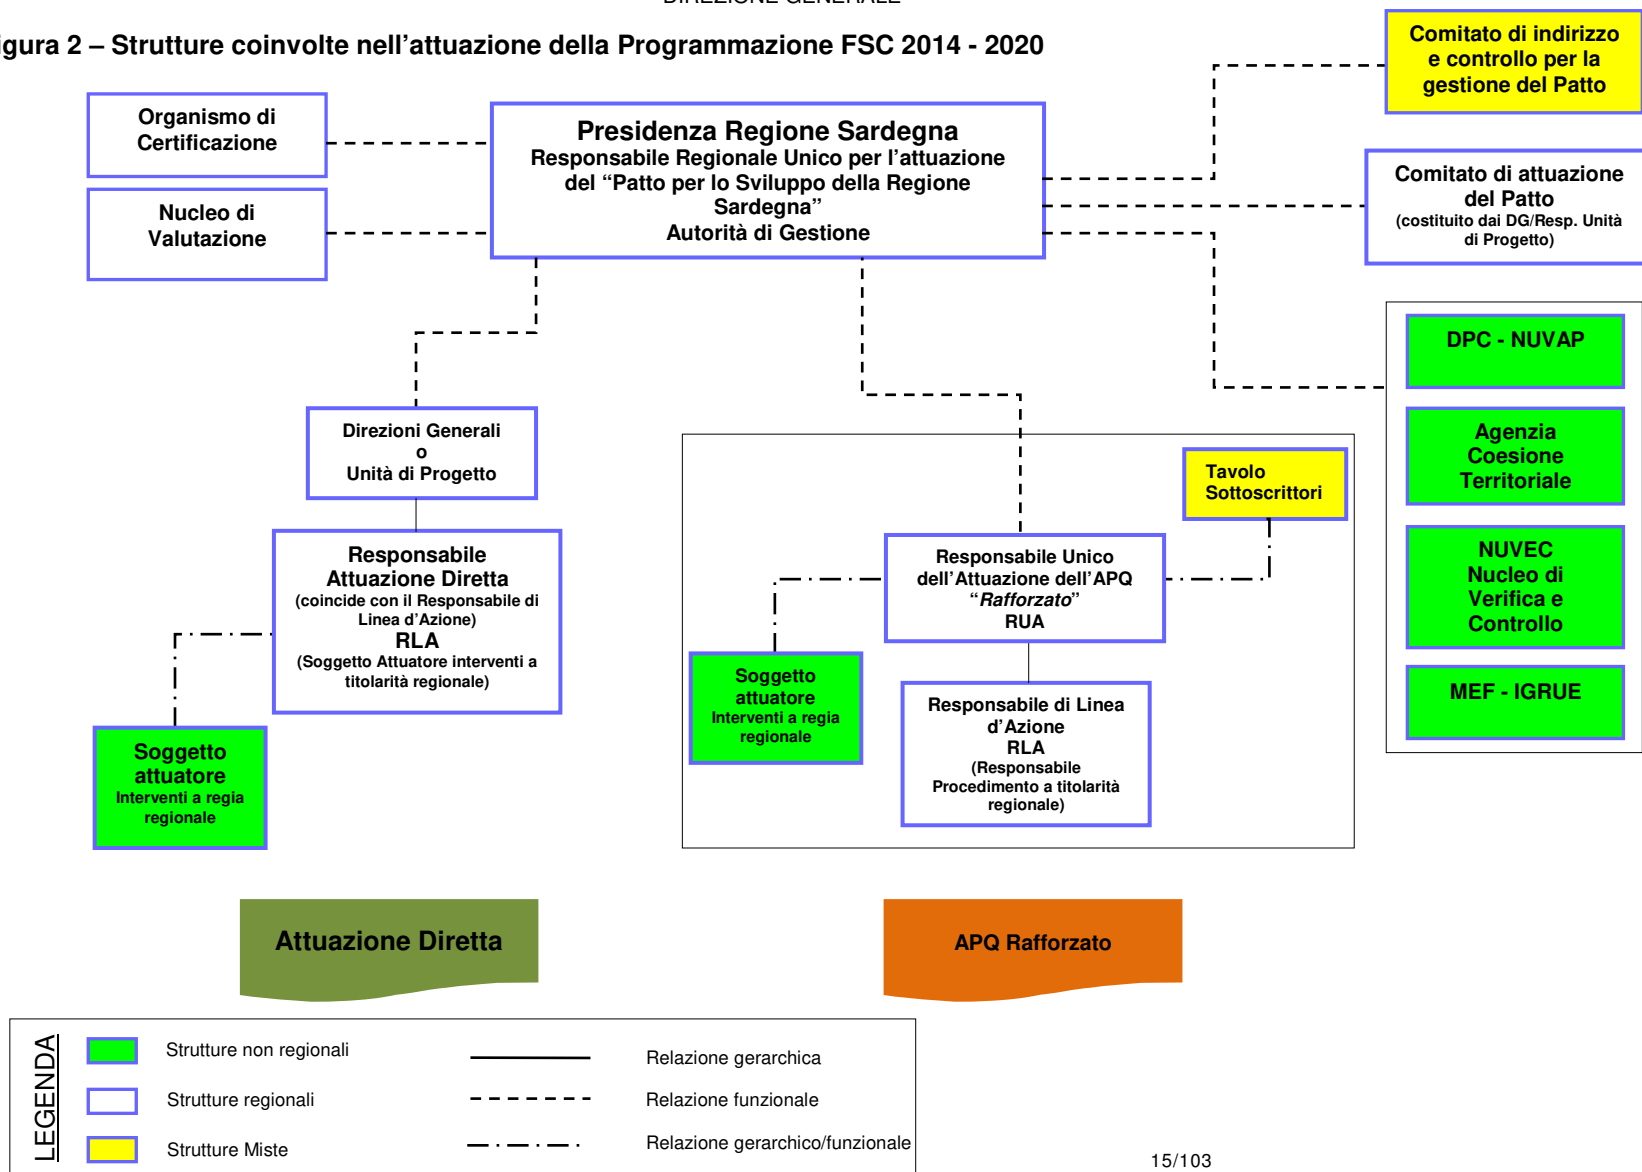 DIREZIONE GENERALE
igura 2 – Strutture coinvolte nell'attuazione della Programmazione FSC 2014 - 2020
Comitato di indirizzo
e controllo per la
gestione del Patto
Organismo di
Certificazione
Presidenza Regione Sardegna
Responsabile Regionale Unico per l'attuazione
del “Patto per lo Sviluppo della Regione
Sardegna”
Autorità di Gestione
Comitato di attuazione
del Patto
(costituito dai DG/Resp. Unità
di Progetto)
Nucleo di
Valutazione
DPC - NUVAP
Agenzia
Coesione
Territoriale
NUVEC
Nucleo di
Verifica e
Controllo
MEF - IGRUE
Direzioni Generali
o
Unità di Progetto
Responsabile
Attuazione Diretta
(coincide con il Responsabile di
Linea d'Azione)
RLA
(Soggetto Attuatore interventi a
titolarità regionale)
Soggetto
attuatore
Interventi a regia
regionale
Tavolo
Sottoscrittori
Responsabile Unico
dell'Attuazione dell'APQ
“Rafforzato”
RUA
Soggetto
attuatore
Interventi a regia
regionale
Responsabile di Linea
d'Azione
RLA
(Responsabile
Procedimento a titolarità
regionale)
Attuazione Diretta
APQ Rafforzato
LEGENDA
Strutture non regionali
Relazione gerarchica
Strutture regionali
Relazione funzionale
Strutture Miste
Relazione gerarchico/funzionale
15/103